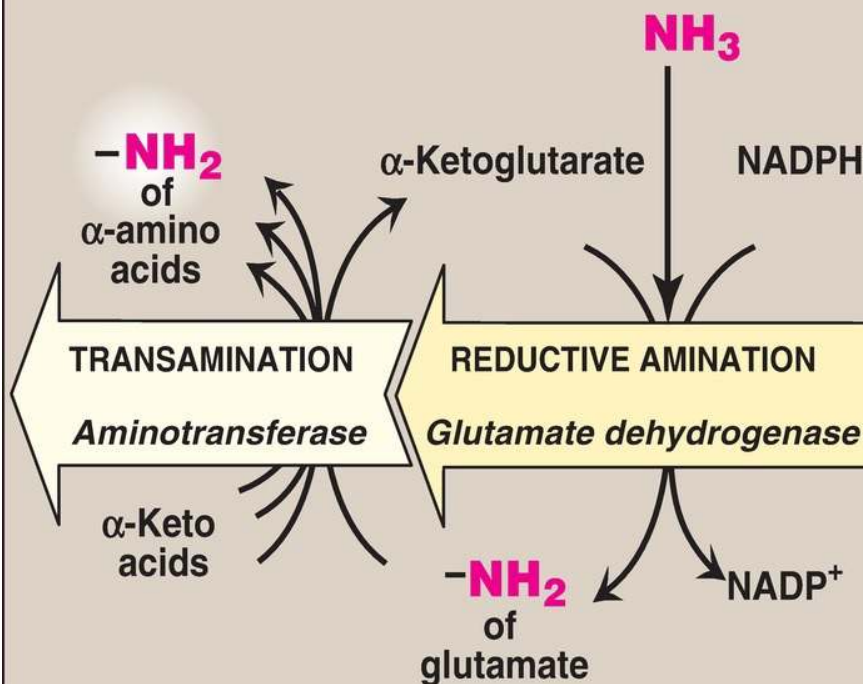 NH₃
–NH₂
of
α-amino
acids
α-Ketoglutarate
NADPH
TRANSAMINATION
Aminotransferase
REDUCTIVE AMINATION
Glutamate dehydrogenase
α-Keto
acids
–NH₂
of
glutamate
NADP⁺